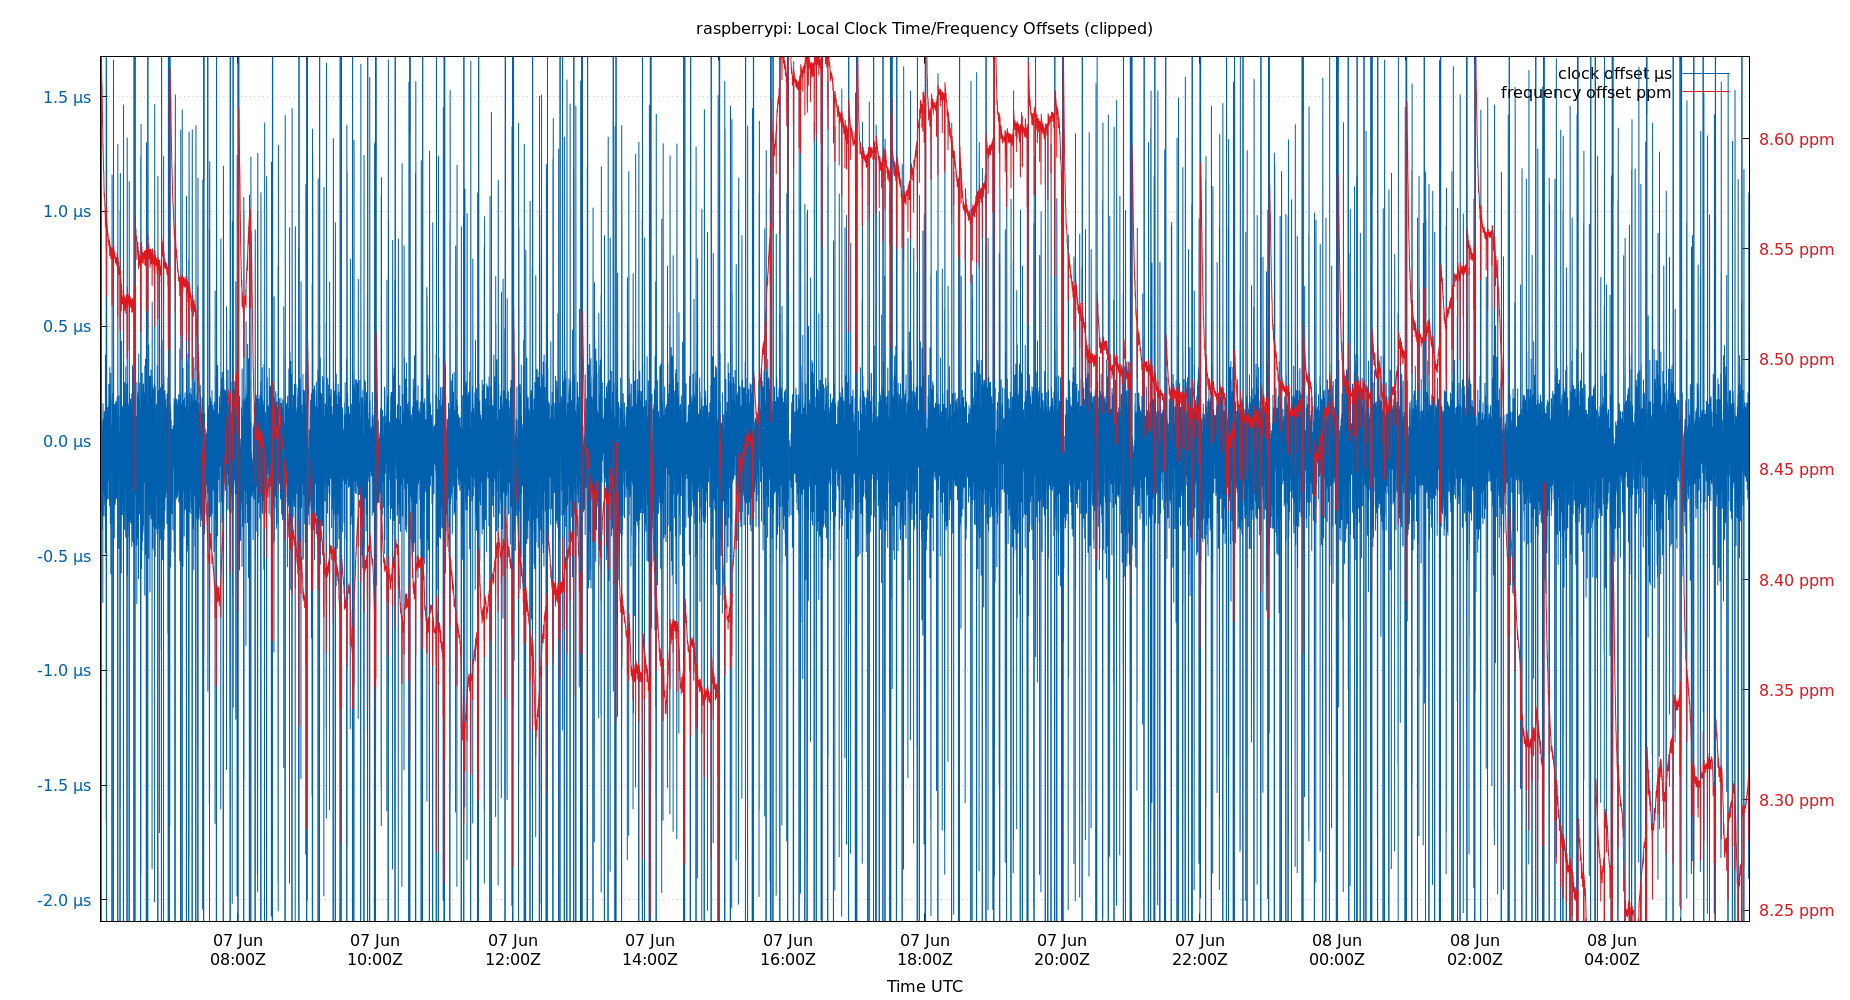 raspberrypi: Local Clock Time/Frequency Offsets (clipped)
clock offset µs
frequency offset ppm
1.5 µs
1.0 µs
0.5 µs
0.0 µs
-0.5 µs
-1.0 µs
-1.5 µs
-2.0 µs
8.60 ppm
8.55 ppm
8.50 ppm
8.45 ppm
8.40 ppm
8.35 ppm
8.30 ppm
8.25 ppm
07 Jun 07 Jun 07 Jun 07 Jun 07 Jun 07 Jun 07 Jun 07 Jun 08 Jun 08 Jun 08 Jun
08:00Z 10:00Z 12:00Z 14:00Z 16:00Z 18:00Z 20:00Z 22:00Z 00:00Z 02:00Z 04:00Z
Time UTC